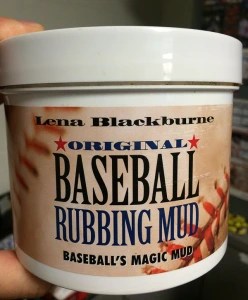 Lena Blackburne
ORIGINAL
BASEBALL
RUBBING MUD
BASEBALL'S MAGIC MUD